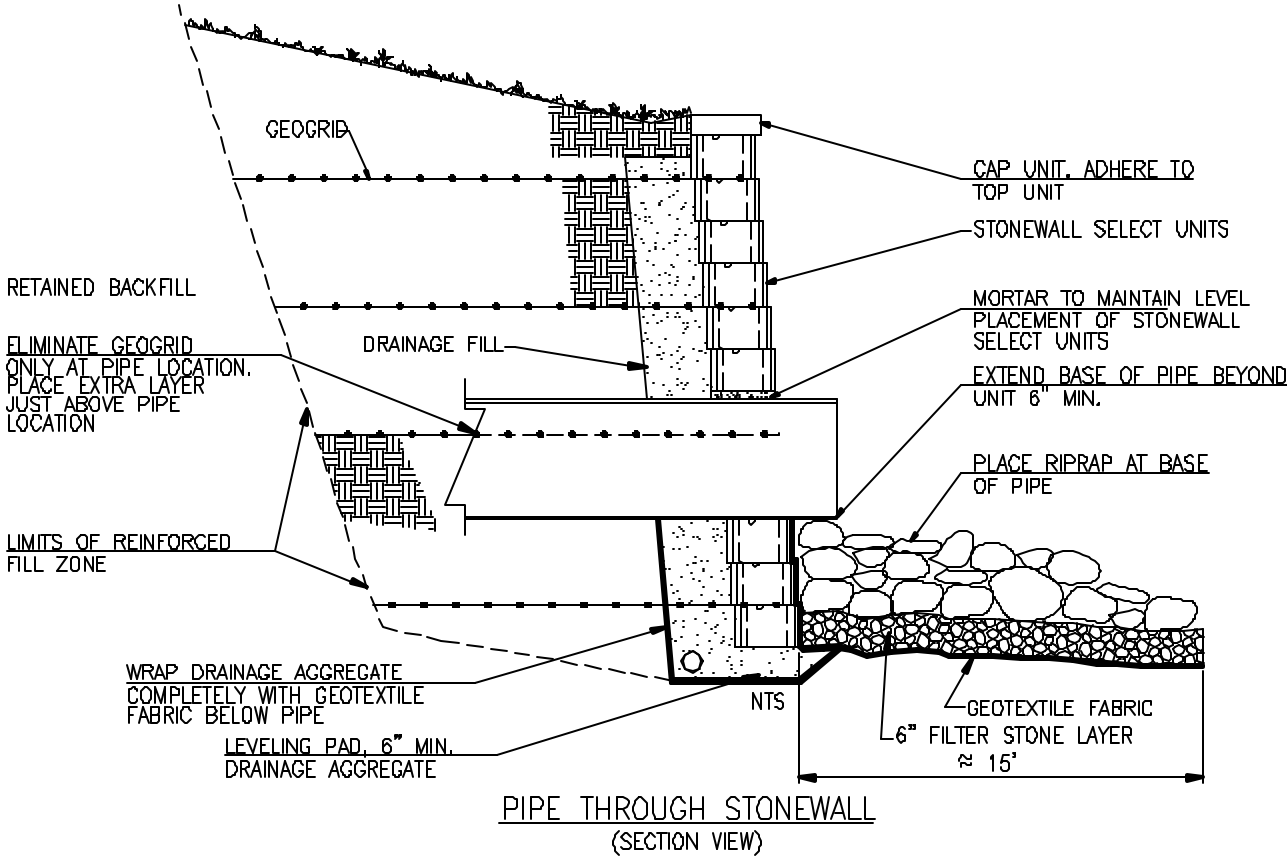 GEOGRID
CAP UNIT. ADHERE TO
TOP UNIT
STONEWALL SELECT UNITS
RETAINED BACKFILL
MORTAR TO MAINTAIN LEVEL
PLACEMENT OF STONEWALL
SELECT UNITS
ELIMINATE GEOGRID
ONLY AT PIPE LOCATION.
PLACE EXTRA LAYER
JUST ABOVE PIPE
LOCATION
DRAINAGE FILL
EXTEND BASE OF PIPE BEYOND
UNIT 6" MIN.
PLACE RIPRAP AT BASE
OF PIPE
LIMITS OF REINFORCED
FILL ZONE
WRAP DRAINAGE AGGREGATE
COMPLETELY WITH GEOTEXTILE
FABRIC BELOW PIPE
NTS
GEOTEXTILE FABRIC
6" FILTER STONE LAYER
LEVELING PAD, 6" MIN.
DRAINAGE AGGREGATE
≈ 15'
PIPE THROUGH STONEWALL
(SECTION VIEW)